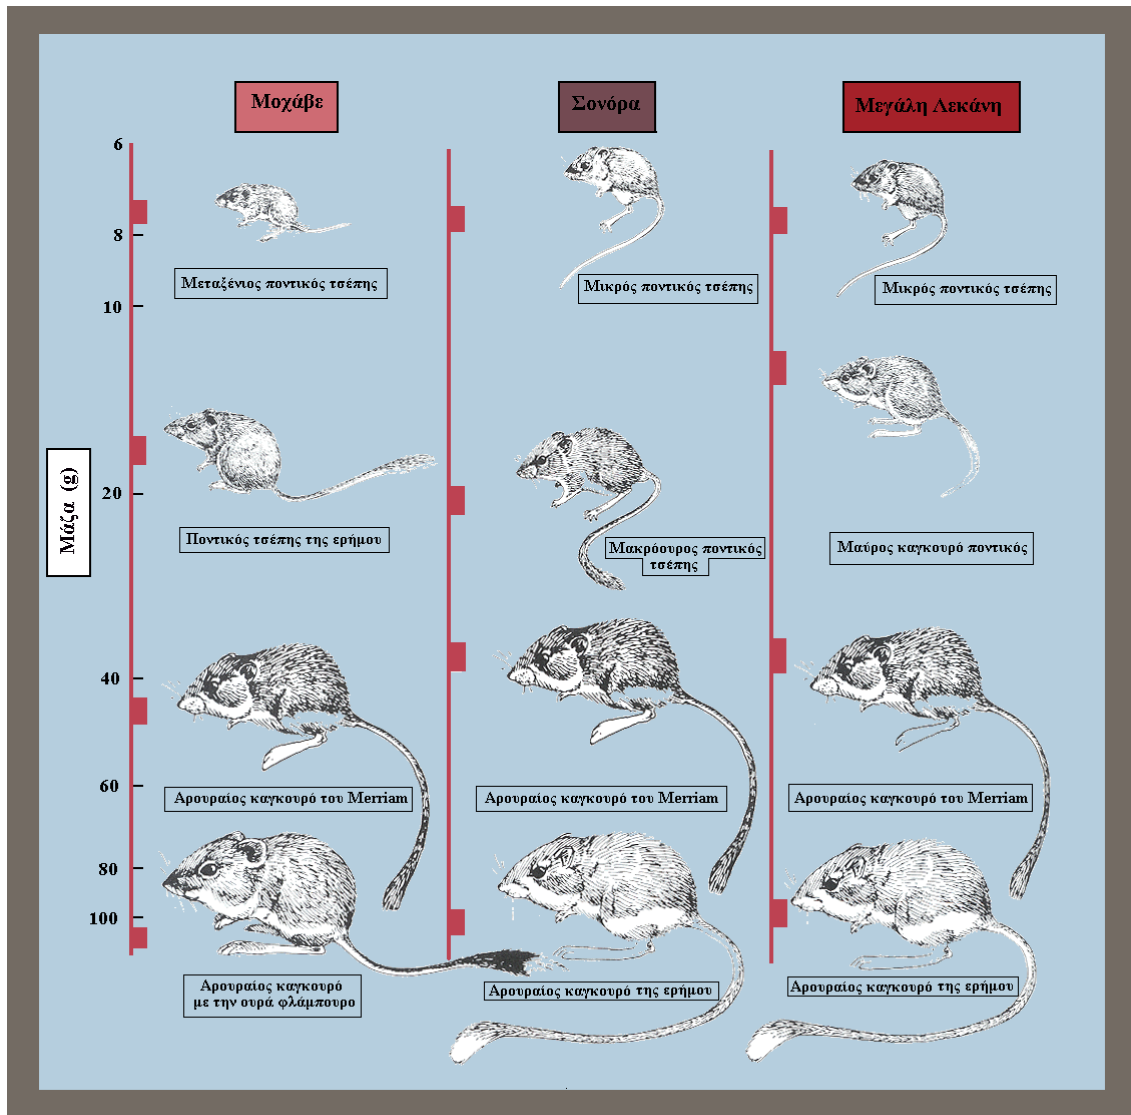 Μοχάβε
Σονόρα
Μεγάλη Λεκάνη
6
8
10
20
40
60
80
100
Μάζα (g)
Μεταξένιος ποντικός τσέπης
Μικρός ποντικός τσέπης
Μικρός ποντικός τσέπης
Ποντικός τσέπης της ερήμου
Μακρόουρος ποντικός
τσέπης
Μαύρος καγκουρό ποντικός
Αρουραίος καγκουρό του Merriam
Αρουραίος καγκουρό του Merriam
Αρουραίος καγκουρό του Merriam
Αρουραίος καγκουρό
με την ουρά φλάμπουρο
Αρουραίος καγκουρό της ερήμου
Αρουραίος καγκουρό της ερήμου